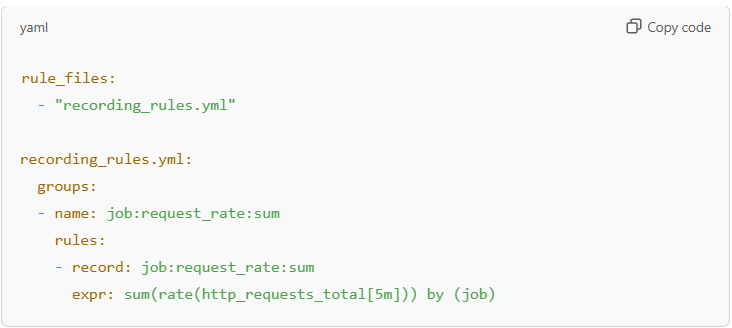 yaml
Copy code
rule_files:
  - "recording_rules.yml"
recording_rules.yml:
  groups:
  - name: job:request_rate:sum
    rules:
    - record: job:request_rate:sum
      expr: sum(rate(http_requests_total[5m])) by (job)